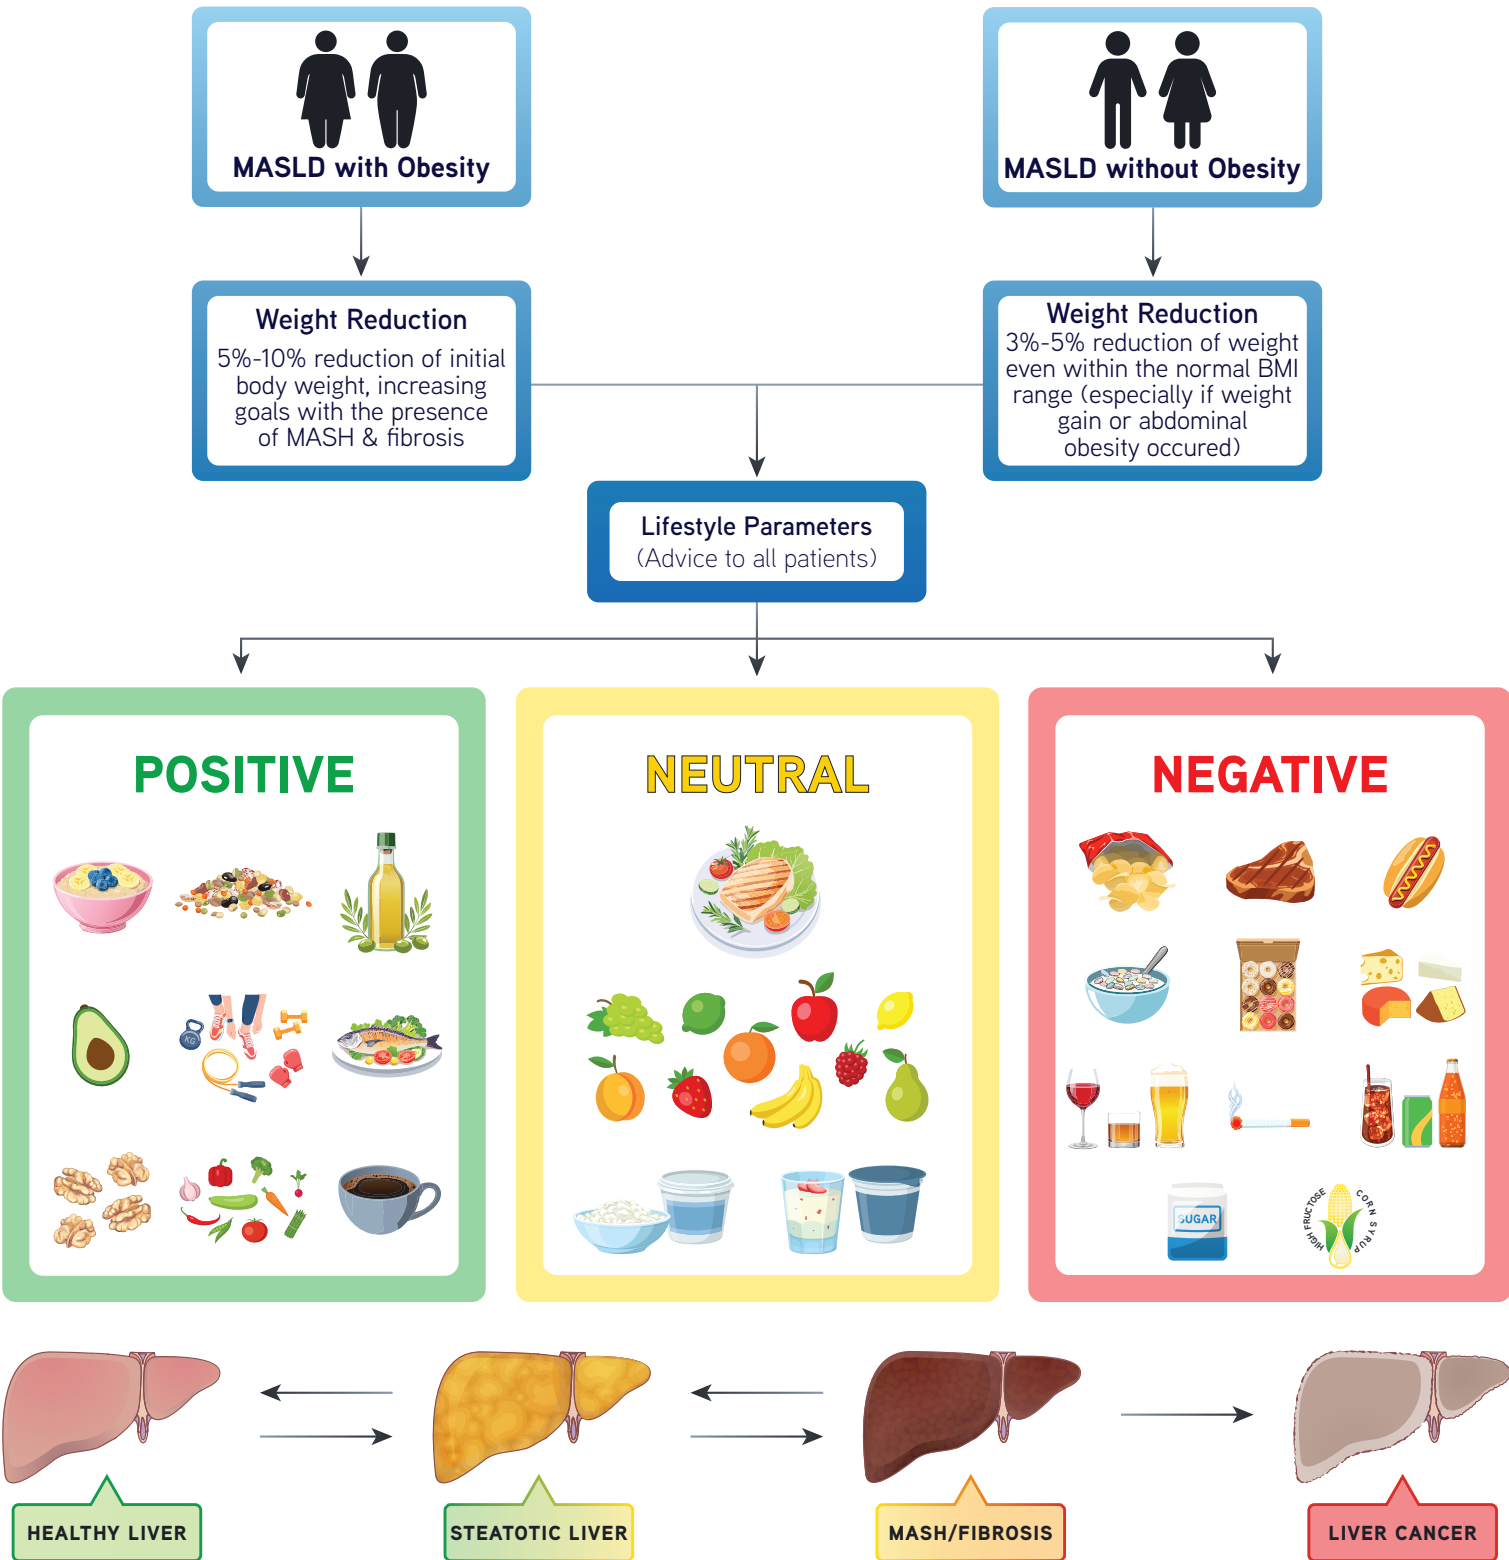 MASLD with Obesity
MASLD without Obesity
Weight Reduction
5%-10% reduction of initial
body weight, increasing
goals with the presence
of MASH & fibrosis
Weight Reduction
3%-5% reduction of weight
even within the normal BMI
range (especially if weight
gain or abdominal
obesity occured)
Lifestyle Parameters
(Advice to all patients)
POSITIVE
NEUTRAL
NEGATIVE
KG
SUGAR
HIGH FRUCTOSE CORN SYRUP
HEALTHY LIVER
STEATOTIC LIVER
MASH/FIBROSIS
LIVER CANCER